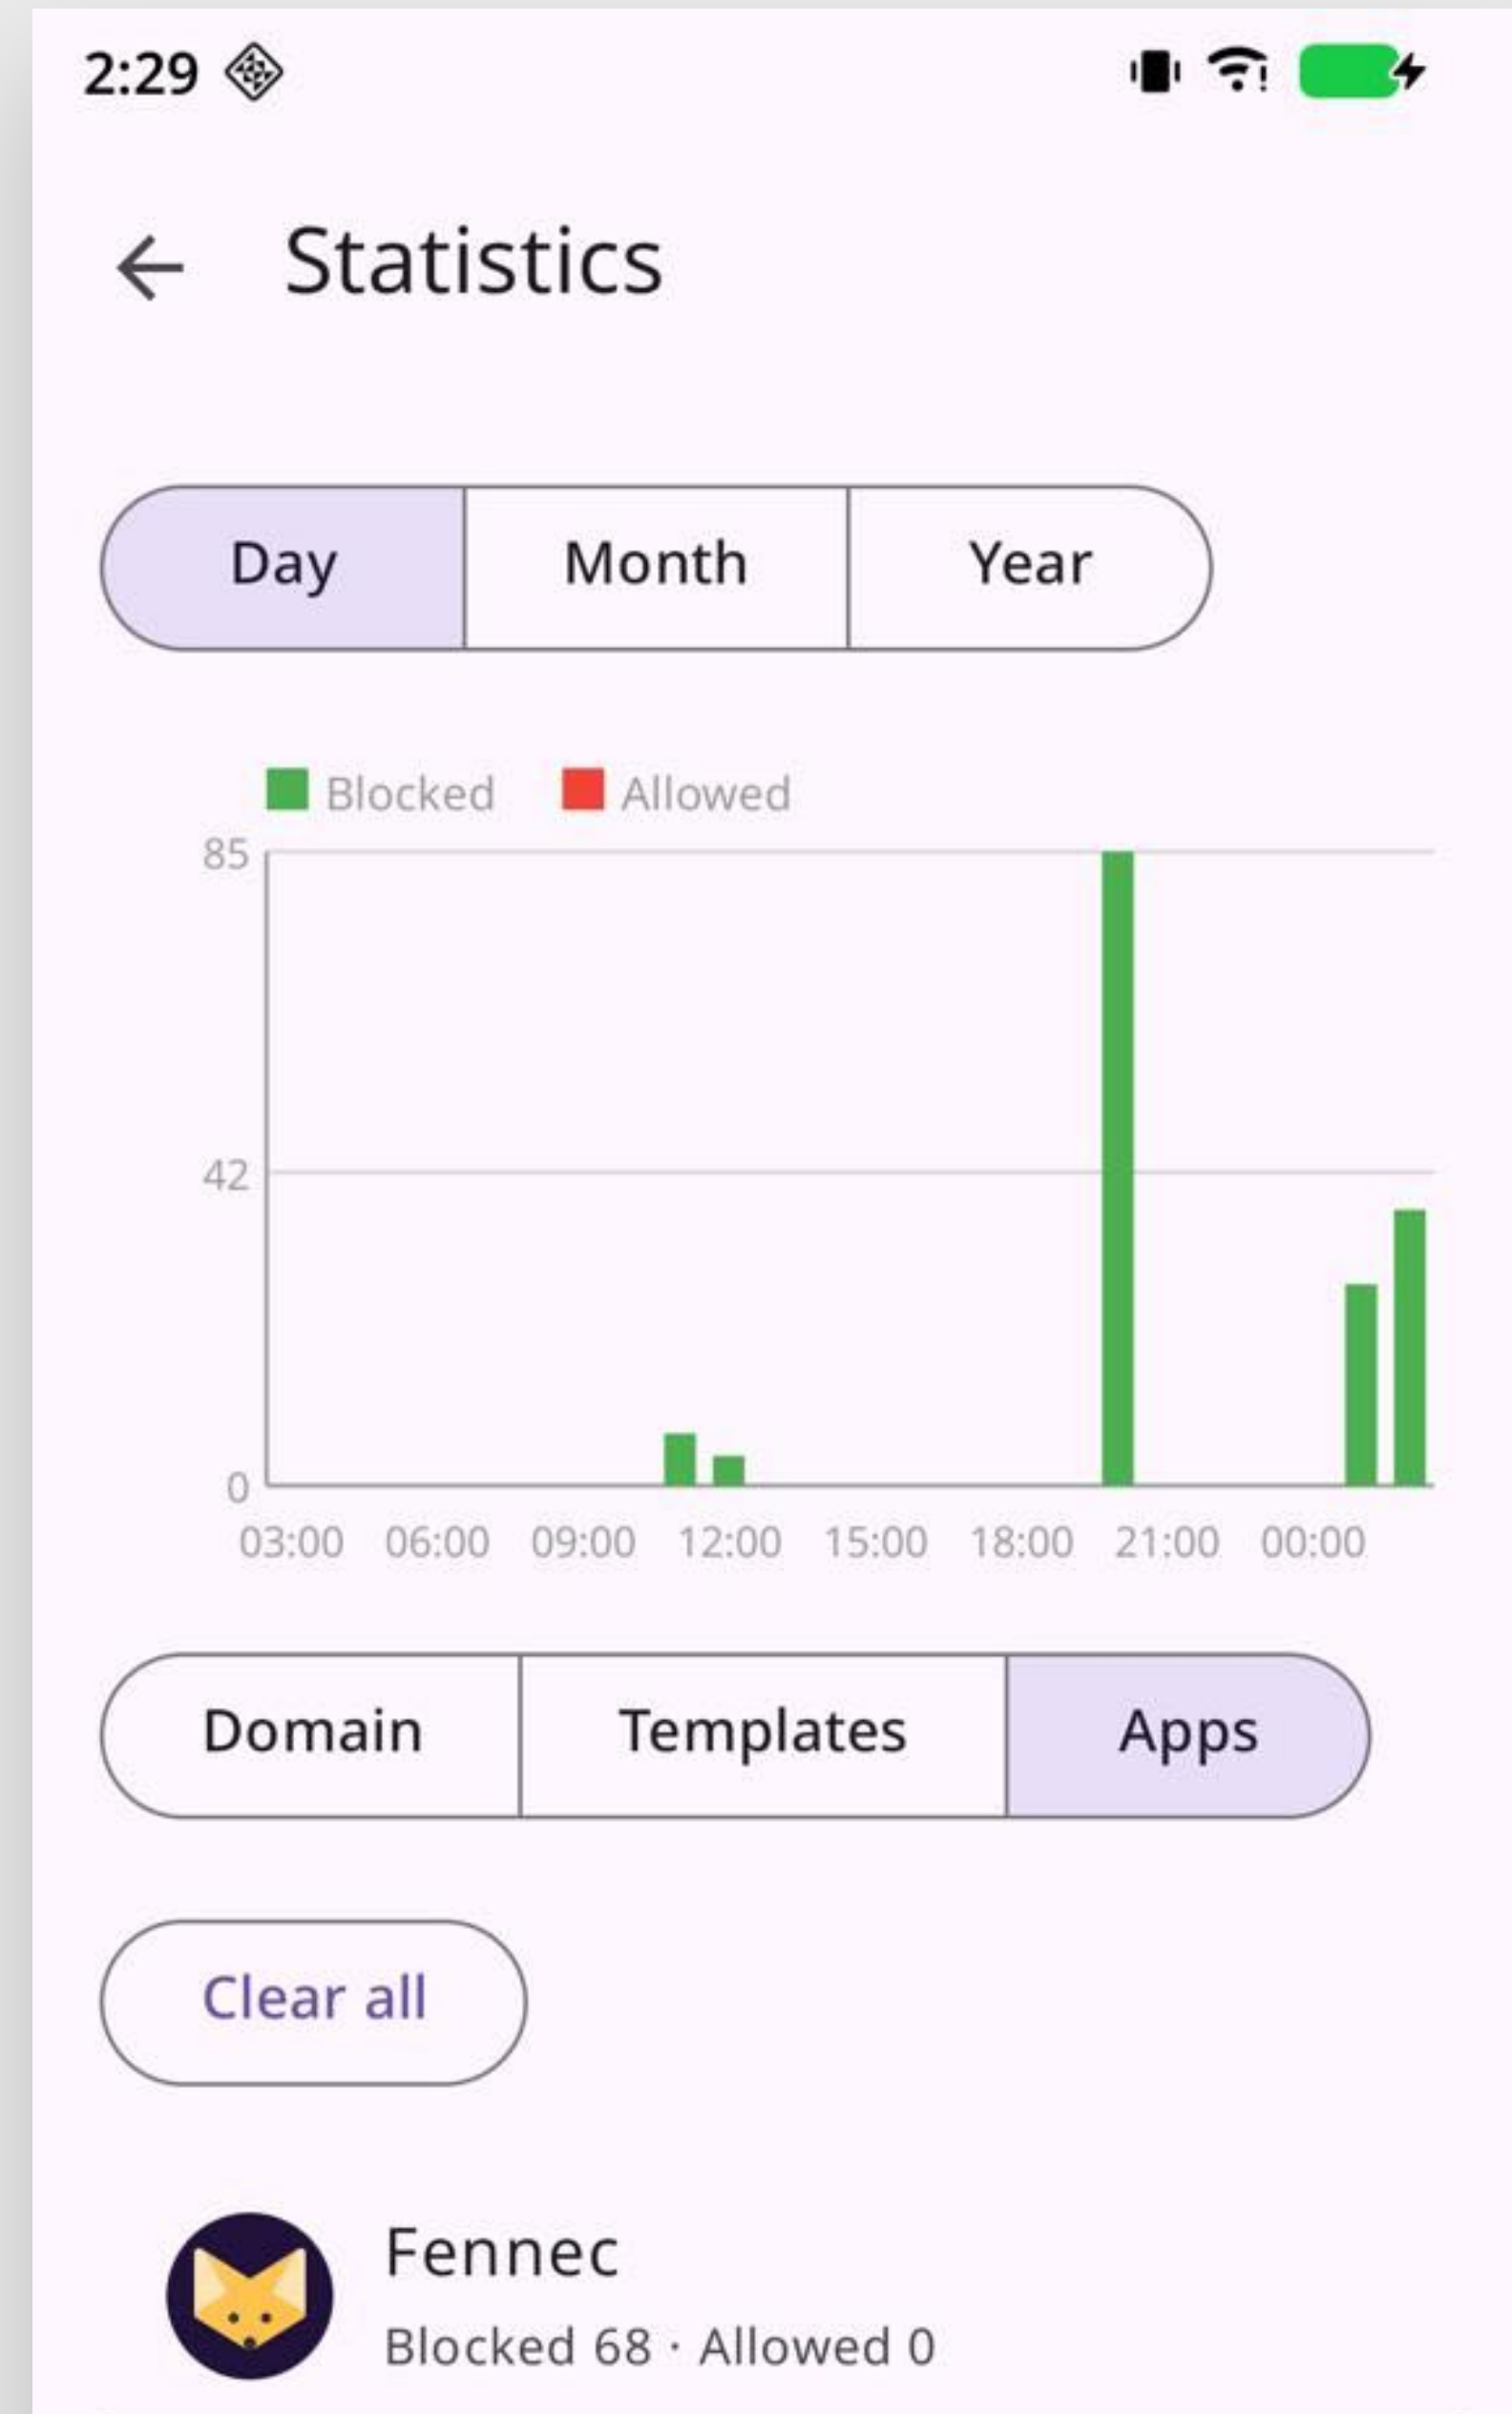 2:29
Statistics
Day Month Year
Blocked Allowed
85
42
0
03:00 06:00 09:00 12:00 15:00 18:00 21:00 00:00
Domain Templates Apps
Clear all
Fennec
Blocked 68 · Allowed 0